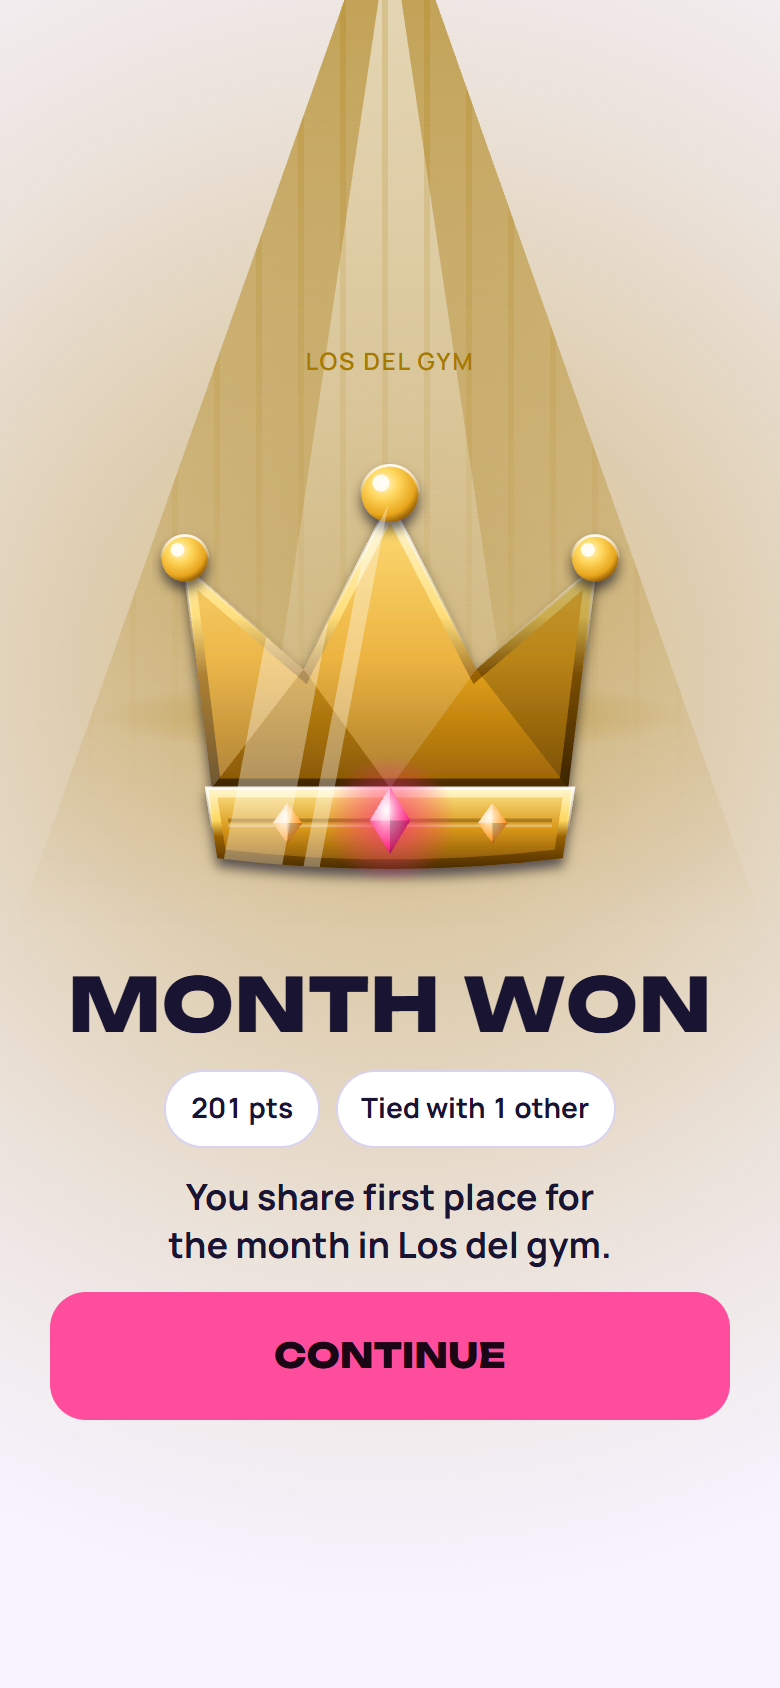 LOS DEL GYM
MONTH WON
201 pts
Tied with 1 other
You share first place for
the month in Los del gym.
CONTINUE